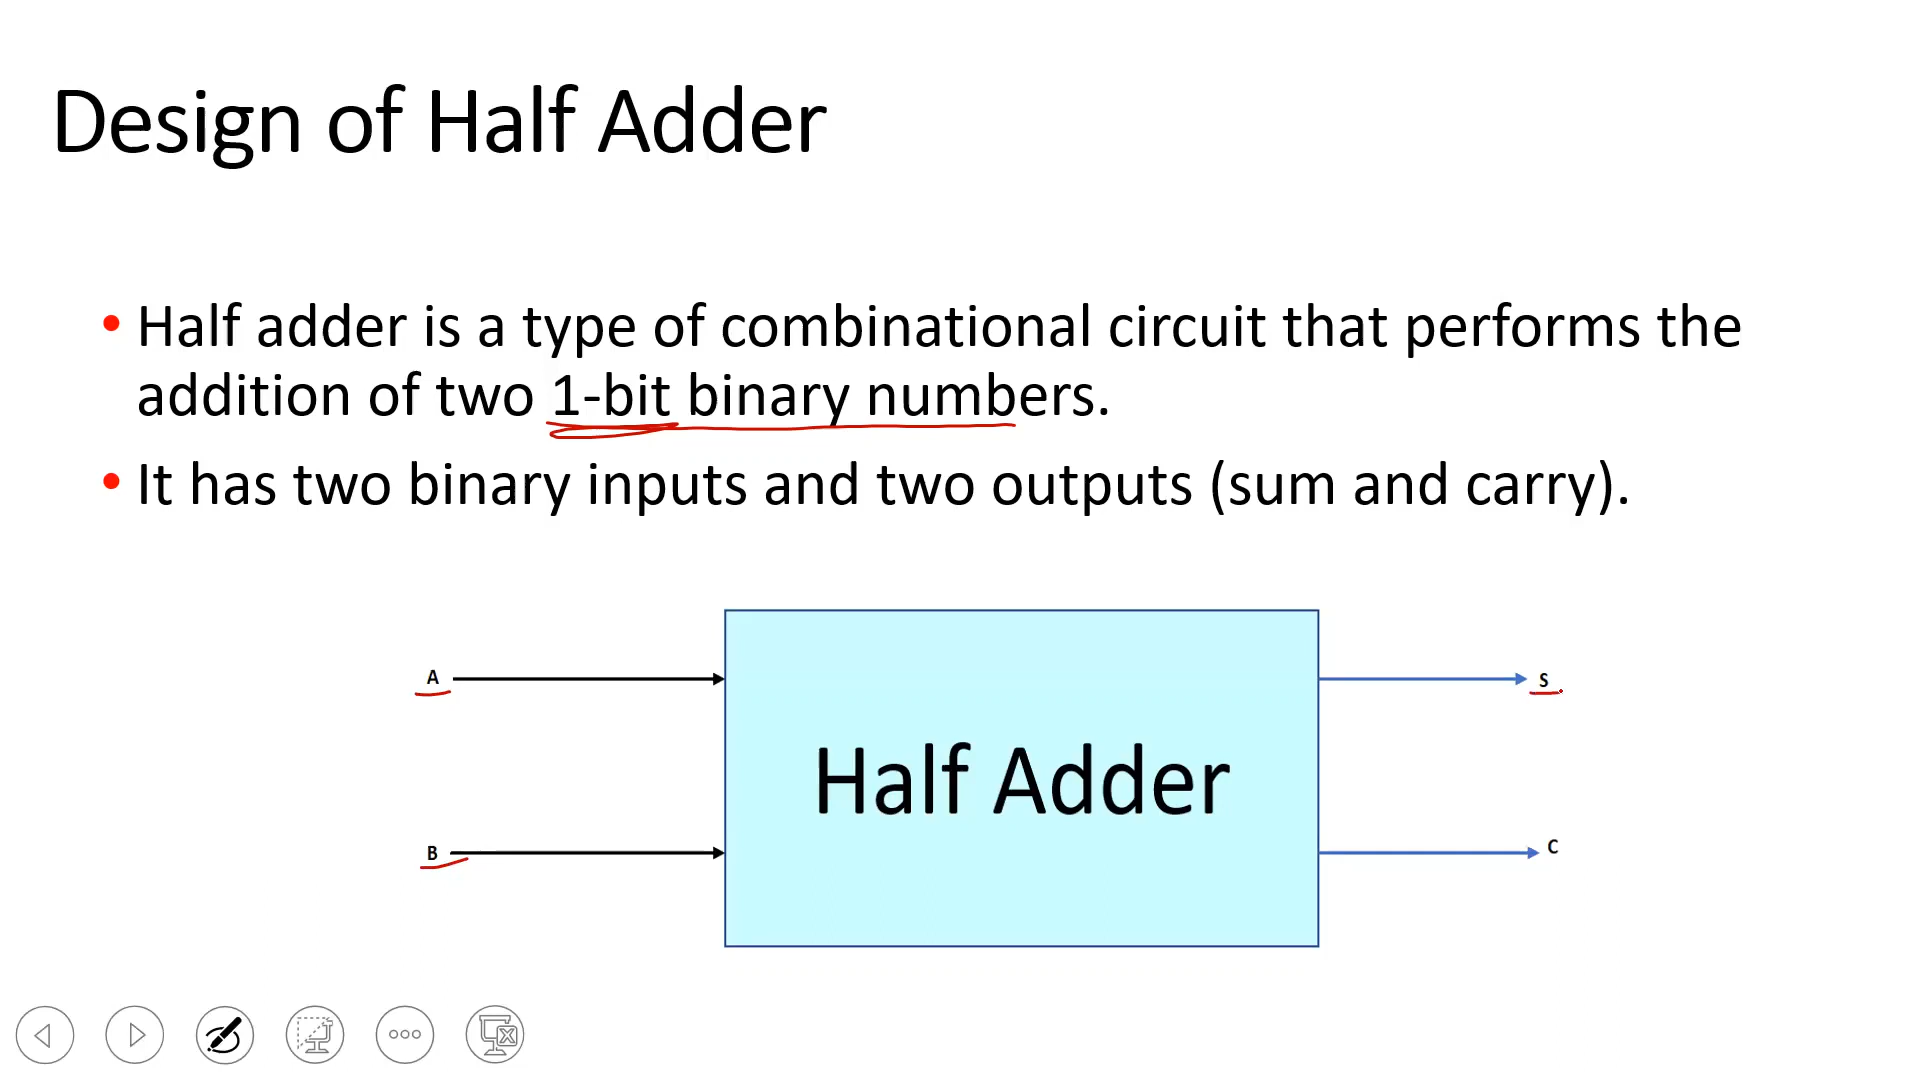 Design of Half Adder
• Half adder is a type of combinational circuit that performs the
addition of two 1-bit binary numbers.
• It has two binary inputs and two outputs (sum and carry).
A
S
Half Adder
B
C